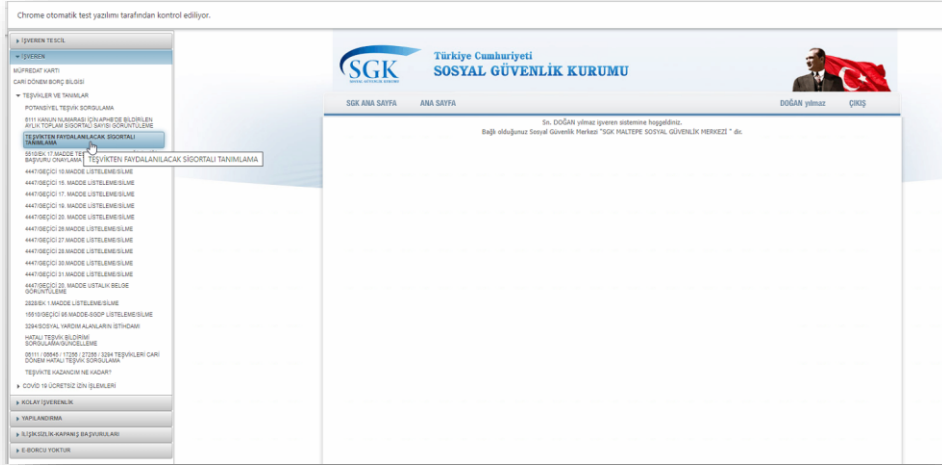 Chrome otomatik test yazılımı tarafından kontrol ediliyor.
İŞVEREN TESCİL
İŞVEREN
MÜFREDAT KARTI
CARİ DÖNEM BORÇ BİLGİSİ
TEŞVİKLER VE TANIMLAR
POTANSİYEL TEŞVİK SORGULAMA
6111 KANUN NUMARASI İÇİN APHB'DE BİLDİRİLEN
AYLIK TOPLAM SİGORTALI SAYISI GÖRÜNTÜLEME
TEŞVİKTEN FAYDALANILACAK SİGORTALI
TANIMLAMA
5510/EK 17.MADDE
BAŞVURU ONAYLAMA
TEŞVİKTEN FAYDALANILACAK SİGORTALI TANIMLAMA
4447/GEÇİCİ 10.MADDE LİSTELEME/SİLME
4447/GEÇİCİ 15. MADDE LİSTELEME/SİLME
4447/GEÇİCİ 17. MADDE LİSTELEME/SİLME
4447/GEÇİCİ 19. MADDE LİSTELEME/SİLME
4447/GEÇİCİ 20. MADDE LİSTELEME/SİLME
4447/GEÇİCİ 26.MADDE LİSTELEME/SİLME
4447/GEÇİCİ 27.MADDE LİSTELEME/SİLME
4447/GEÇİCİ 28.MADDE LİSTELEME/SİLME
4447/GEÇİCİ 30.MADDE LİSTELEME/SİLME
4447/GEÇİCİ 31.MADDE LİSTELEME/SİLME
4447/GEÇİCİ 20. MADDE USTALIK BELGE
GÖRÜNTÜLEME
2828/EK 1.MADDE LİSTELEME/SİLME
15510/GEÇİCİ 95.MADDE-SGDP LİSTELEME/SİLME
3294/SOSYAL YARDIM ALANLARIN İSTİHDAMI
HATALI TEŞVİK BİLDİRİMİ
SORGULAMA/GÜNCELLEME
06111 / 06645 / 17256 / 27256 / 3294 TEŞVİKLERİ CARİ
DÖNEM HATALI TEŞVİK SORGULAMA
TEŞVİKTE KAZANCIM NE KADAR?
COVİD 19 ÜCRETSİZ İZİN İŞLEMLERİ
KOLAY İŞVERENLİK
YAPILANDIRMA
İLİŞİKSİZLİK-KAPANIŞ BAŞVURULARI
E-BORCU YOKTUR
SGK
SOSYAL GÜVENLİK KURUMU
Türkiye Cumhuriyeti
SOSYAL GÜVENLİK KURUMU
SGK ANA SAYFA ANA SAYFA DOĞAN yılmaz ÇIKIŞ
Sn. DOĞAN yılmaz işveren sistemine hoşgeldiniz.
Bağlı olduğunuz Sosyal Güvenlik Merkezi "SGK MALTEPE SOSYAL GÜVENLİK MERKEZİ " dir.